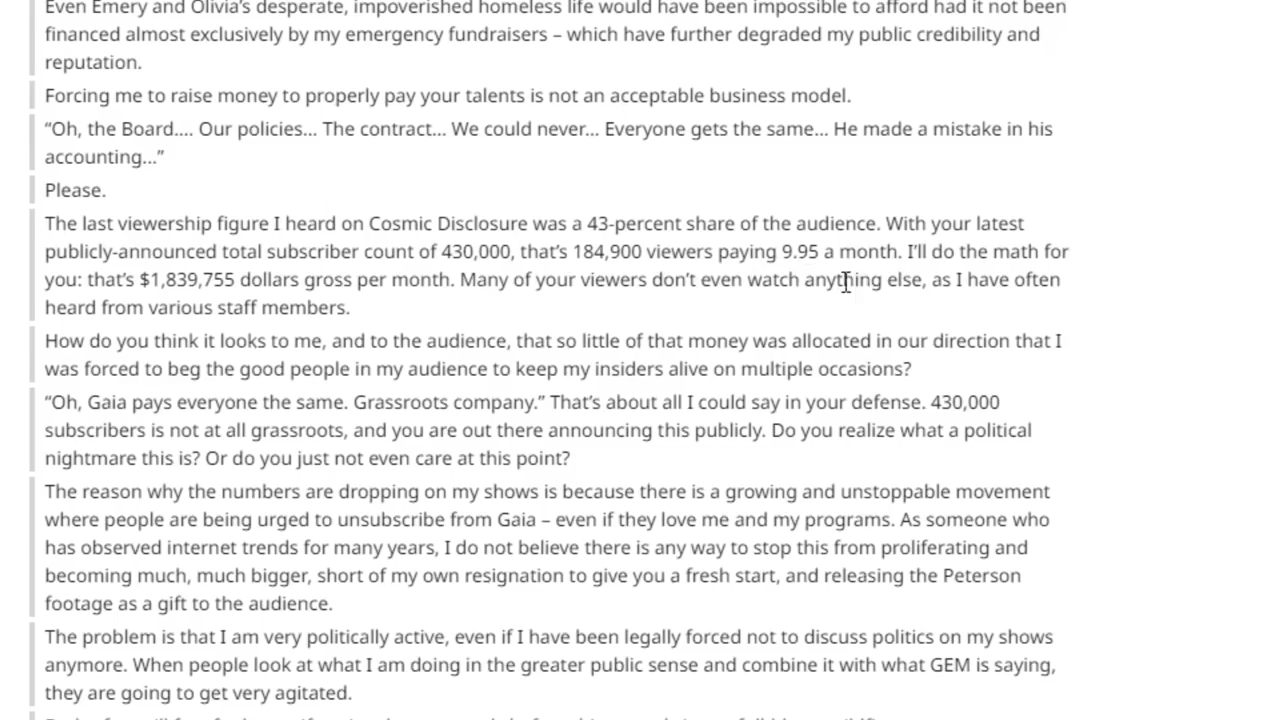 Even Emery and Olivia's desperate, impoverished homeless life would have been impossible to afford had it not been
financed almost exclusively by my emergency fundraisers – which have further degraded my public credibility and
reputation.
Forcing me to raise money to properly pay your talents is not an acceptable business model.
“Oh, the Board…. Our policies… The contract… We could never… Everyone gets the same… He made a mistake in his
accounting…”
Please.
The last viewership figure I heard on Cosmic Disclosure was a 43-percent share of the audience. With your latest
publicly-announced total subscriber count of 430,000, that’s 184,900 viewers paying 9.95 a month. I’ll do the math for
you: that’s $1,839,755 dollars gross per month. Many of your viewers don’t even watch anything else, as I have often
heard from various staff members.
How do you think it looks to me, and to the audience, that so little of that money was allocated in our direction that I
was forced to beg the good people in my audience to keep my insiders alive on multiple occasions?
“Oh, Gaia pays everyone the same. Grassroots company.” That’s about all I could say in your defense. 430,000
subscribers is not at all grassroots, and you are out there announcing this publicly. Do you realize what a political
nightmare this is? Or do you just not even care at this point?
The reason why the numbers are dropping on my shows is because there is a growing and unstoppable movement
where people are being urged to unsubscribe from Gaia – even if they love me and my programs. As someone who
has observed internet trends for many years, I do not believe there is any way to stop this from proliferating and
becoming much, much bigger, short of my own resignation to give you a fresh start, and releasing the Peterson
footage as a gift to the audience.
The problem is that I am very politically active, even if I have been legally forced not to discuss politics on my shows
anymore. When people look at what I am doing in the greater public sense and combine it with what GEM is saying,
they are going to get very agitated.